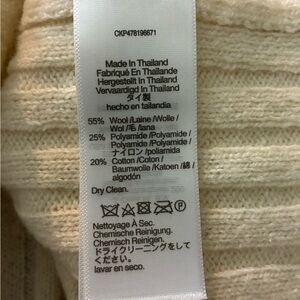 CKP478196671
Made In Thailand
Fabriqué En Thaïlande
Hergestellt In Thailand
Vervaardigd In Thailand
タイ製
hecho en tailandia
55% Wool /Laine /Wolle /
Wol /毛 /lana
25% Polyamide /Polyamide /
Polyamid /Polyamide /
ナイロン /poliamida
20% Cotton /Coton /
Baumwolle /Katoen /綿 /
algodón
Dry Clean.
P
Nettoyage À Sec.
Chemische Reinigung.
Chemisch Reinigen.
ドライクリーニングをして
ください。
lavar en seco.